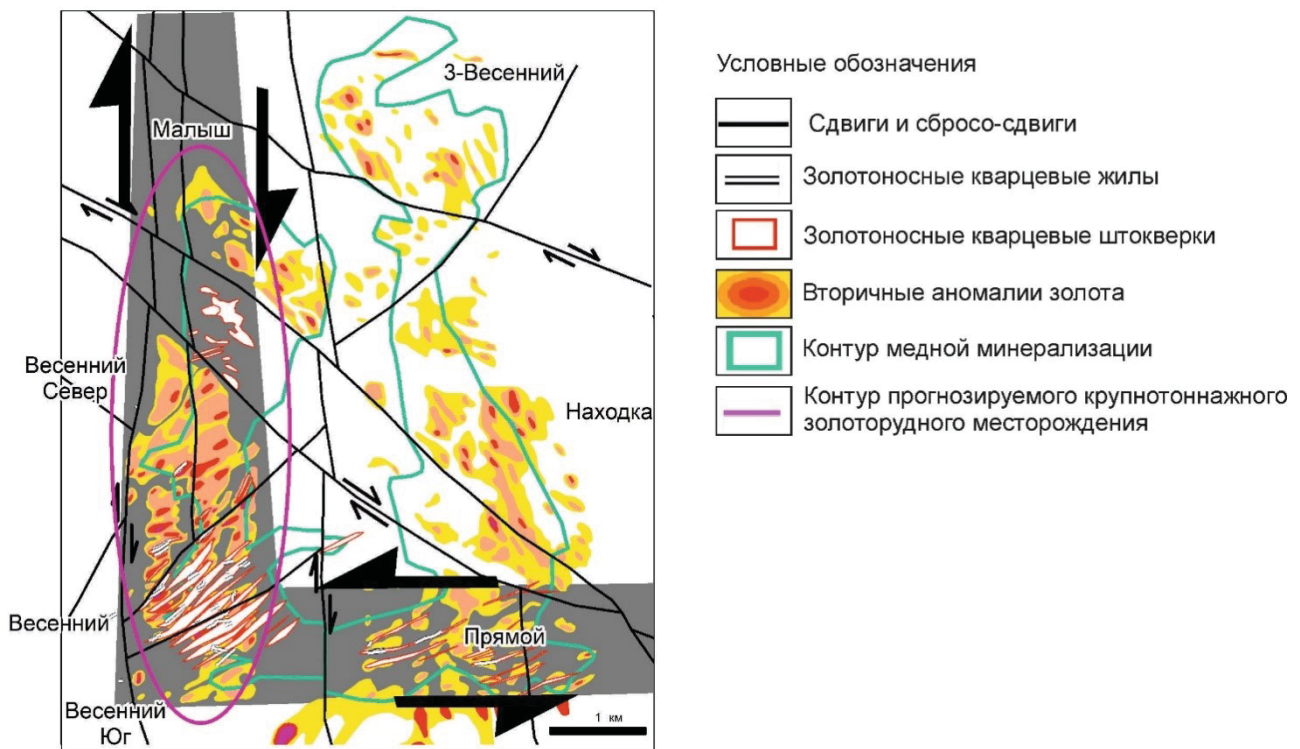 3-Весенний
Малыш
Весенний
Север
Находка
Весенний
Прямой
Весенний
Юг
1 км
Условные обозначения
Сдвиги и сбросо-сдвиги
Золотоносные кварцевые жилы
Золотоносные кварцевые штокверки
Вторичные аномалии золота
Контур медной минерализации
Контур прогнозируемого крупнотоннажного
золоторудного месторождения